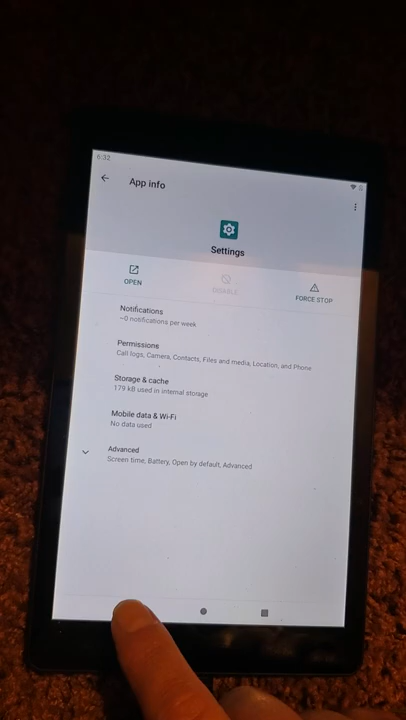 6:32
App info
Settings
OPEN
DISABLE
FORCE STOP
Notifications
~0 notifications per week
Permissions
Call logs, Camera, Contacts, Files and media, Location, and Phone
Storage & cache
179 kB used in internal storage
Mobile data & Wi-Fi
No data used
Advanced
Screen time, Battery, Open by default, Advanced